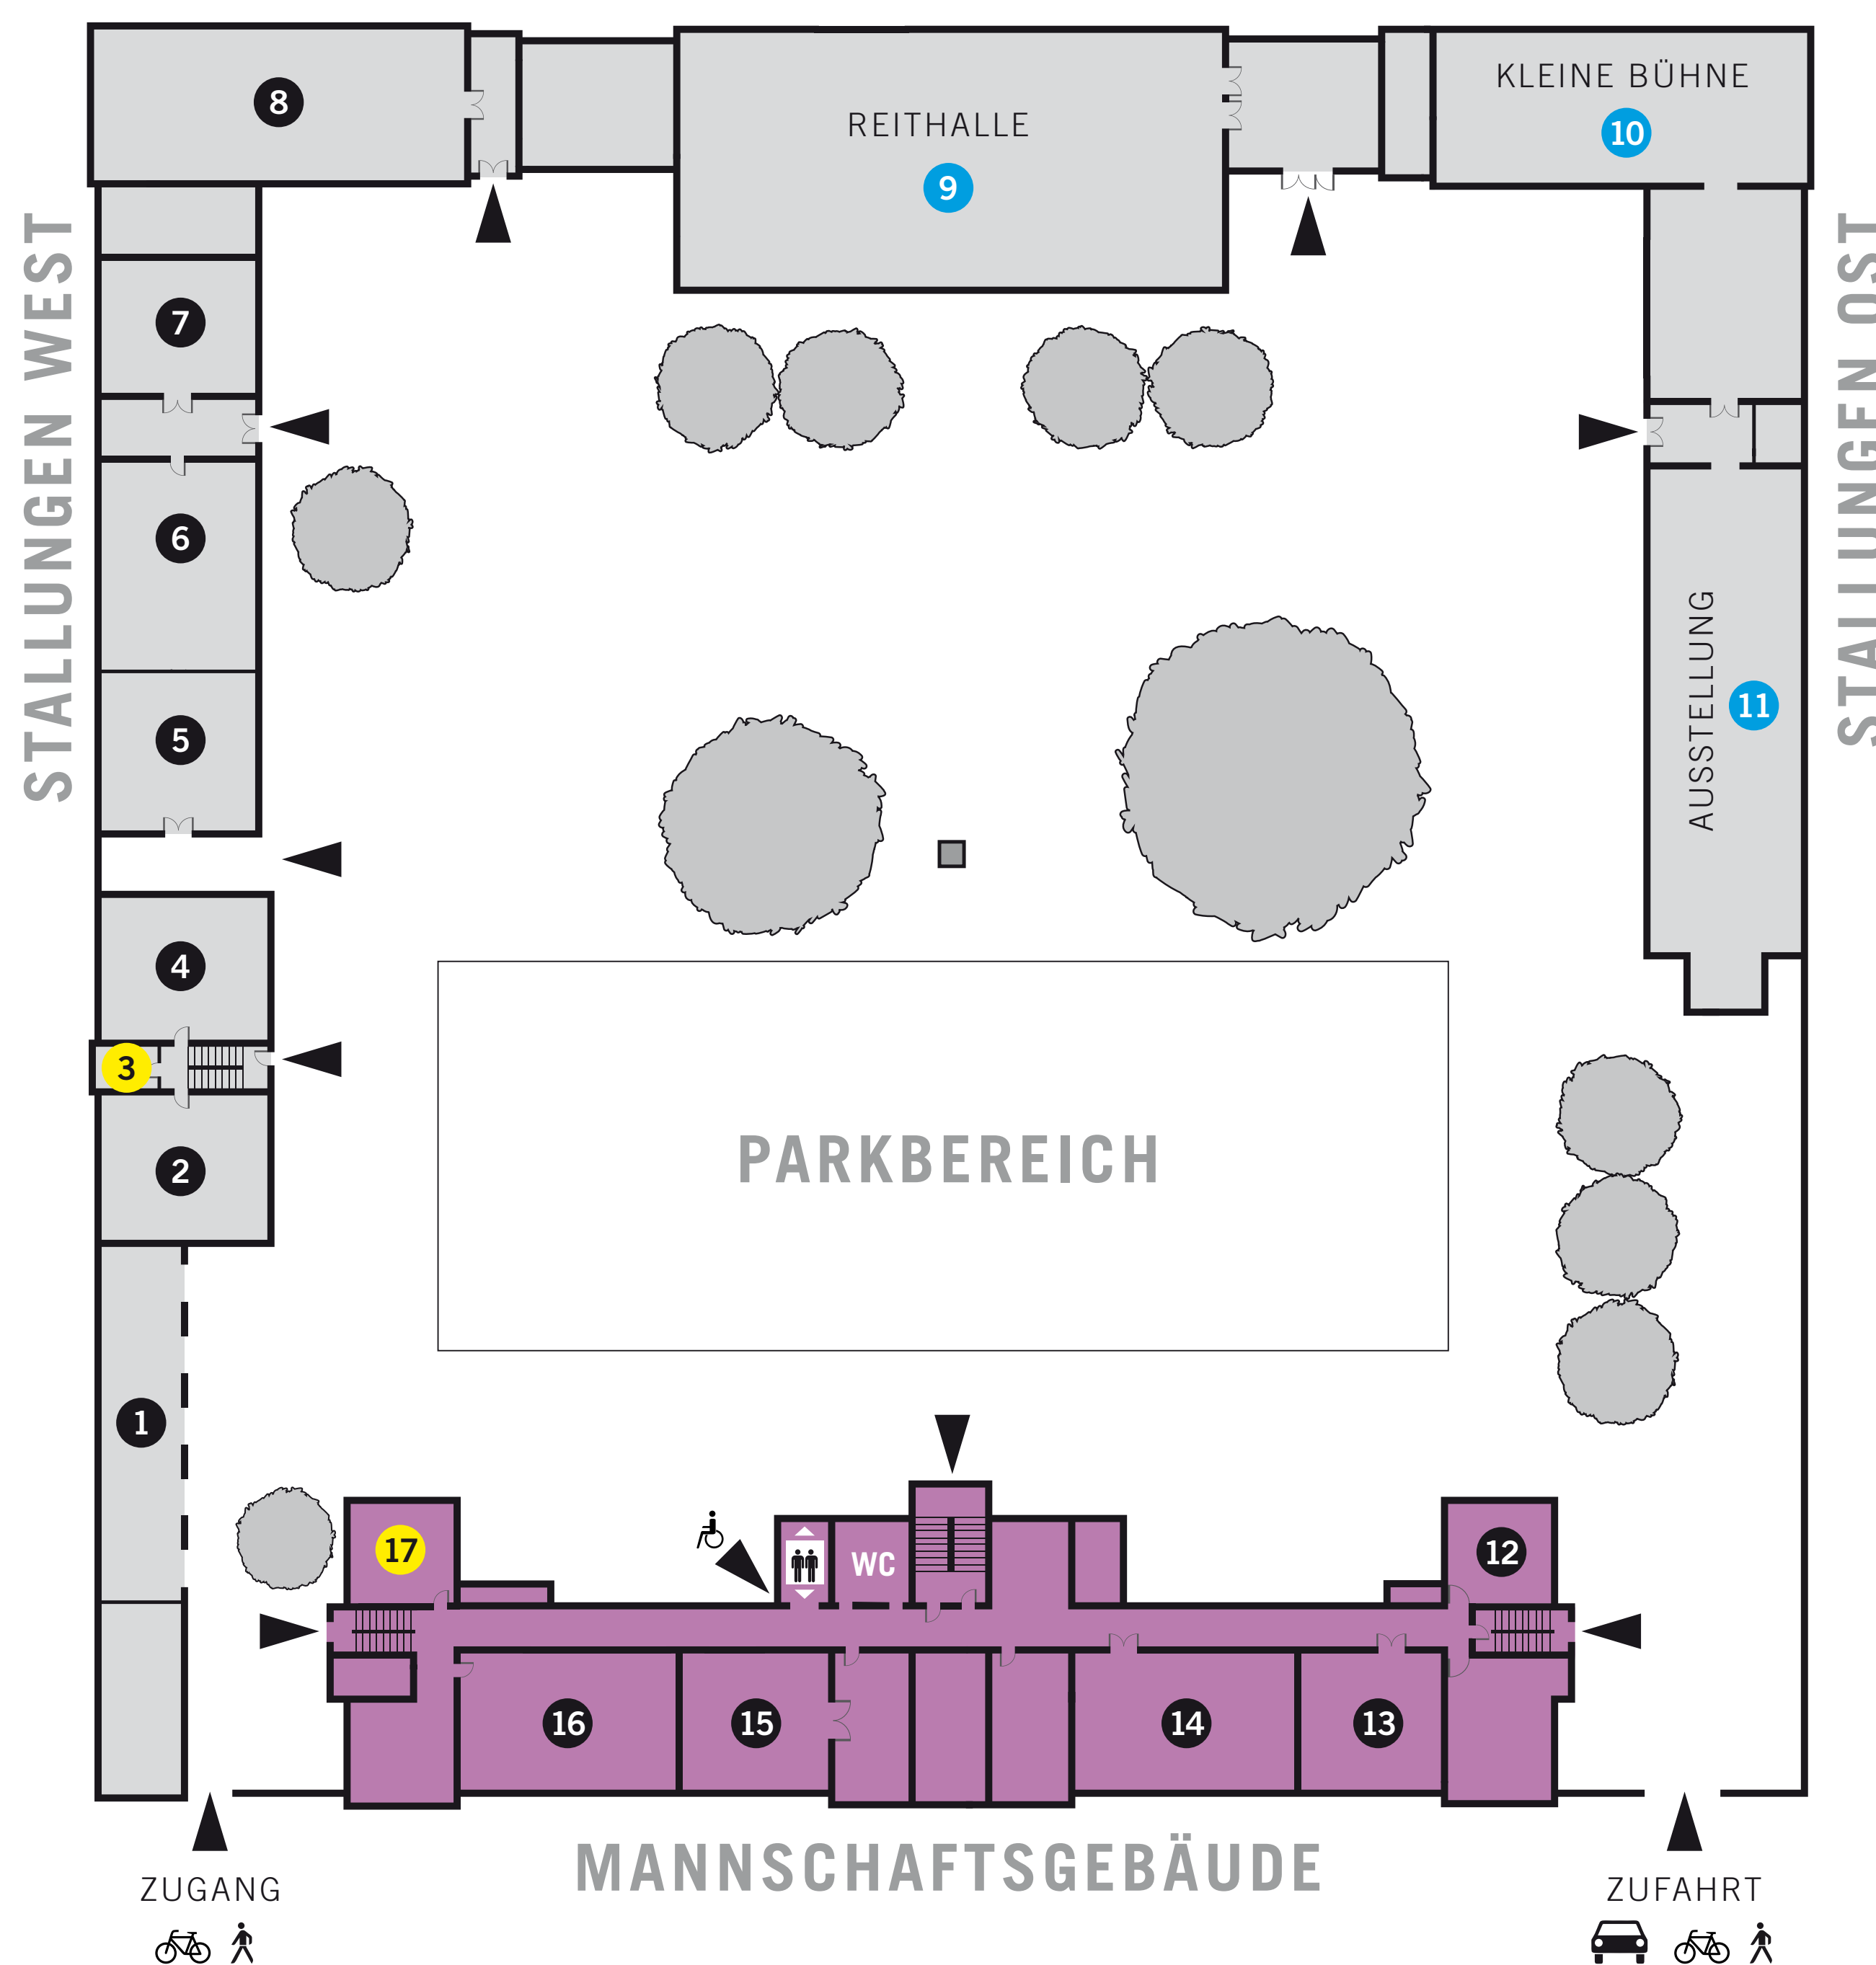 8
REITHALLE
9
KLEINE BÜHNE
10
STALLUNGEN WEST
STALLUNGEN OST
7
6
5
AUSSTELLUNG
11
4
3
2
PARKBEREICH
1
17
WC
12
16
15
14
13
MANNSCHAFTSGEBÄUDE
ZUGANG
ZUFAHRT